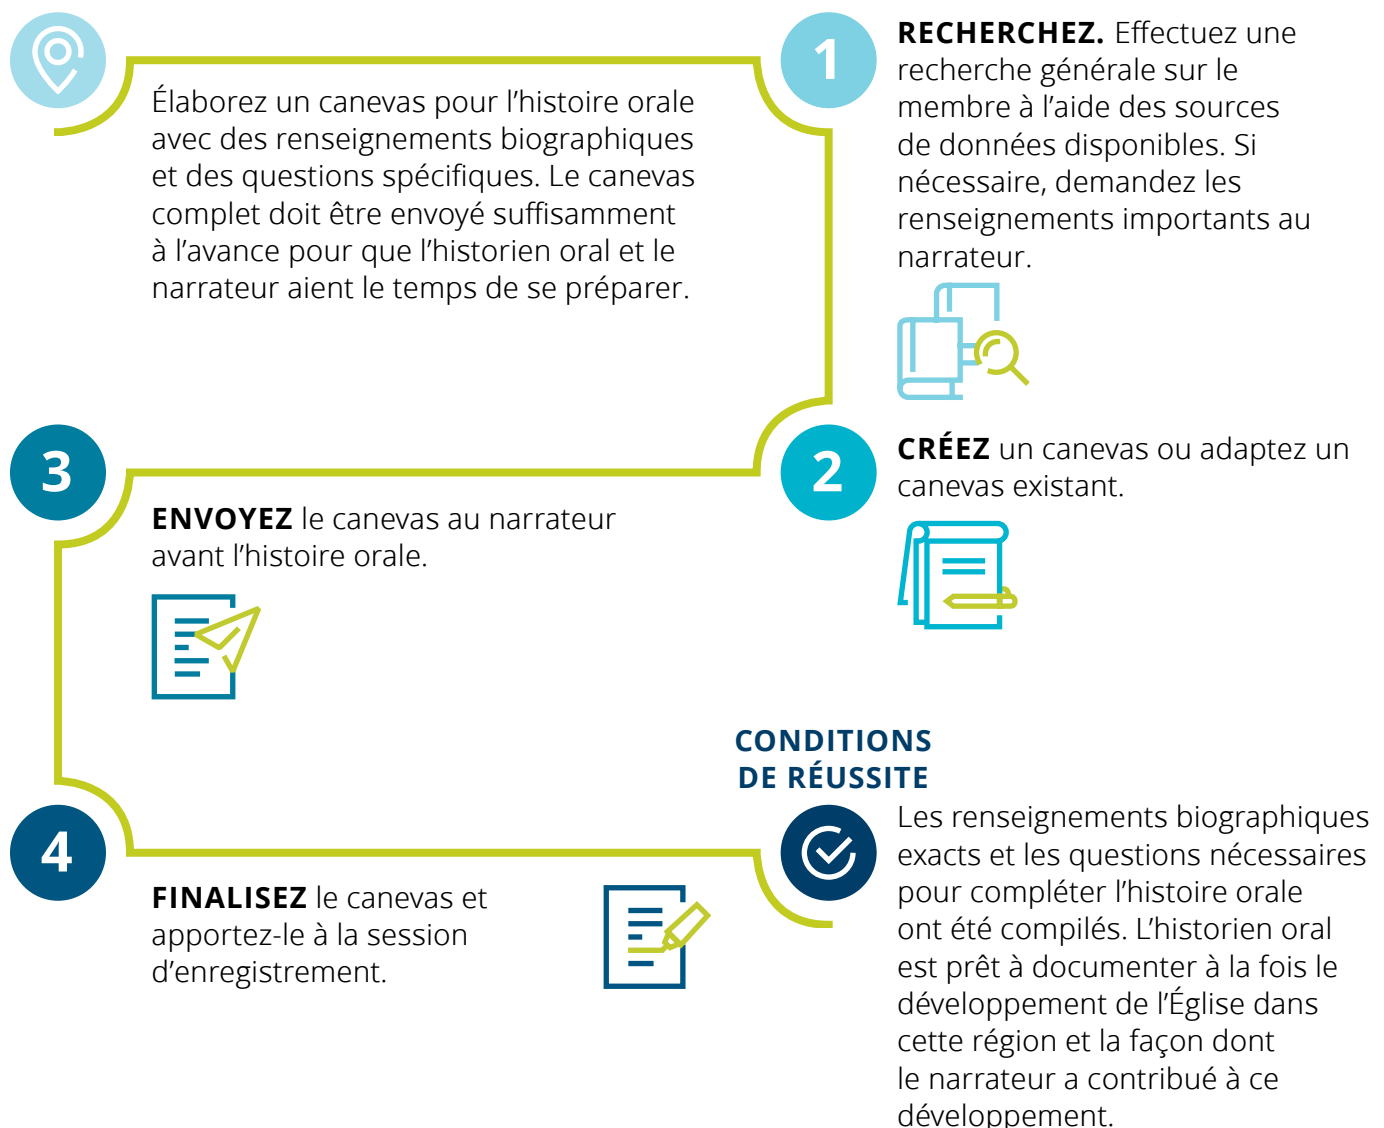 Élaborez un canevas pour l’histoire orale
avec des renseignements biographiques
et des questions spécifiques. Le canevas
complet doit être envoyé suffisamment
à l’avance pour que l’historien oral et le
narrateur aient le temps de se préparer.
1
RECHERCHEZ. Effectuez une
recherche générale sur le
membre à l’aide des sources
de données disponibles. Si
nécessaire, demandez les
renseignements importants au
narrateur.
2
CRÉEZ un canevas ou adaptez un
canevas existant.
3
ENVOYEZ le canevas au narrateur
avant l’histoire orale.
4
FINALISEZ le canevas et
apportez-le à la session
d’enregistrement.
CONDITIONS
DE RÉUSSITE
Les renseignements biographiques
exacts et les questions nécessaires
pour compléter l’histoire orale
ont été compilés. L’historien oral
est prêt à documenter à la fois le
développement de l’Église dans
cette région et la façon dont
le narrateur a contribué à ce
développement.